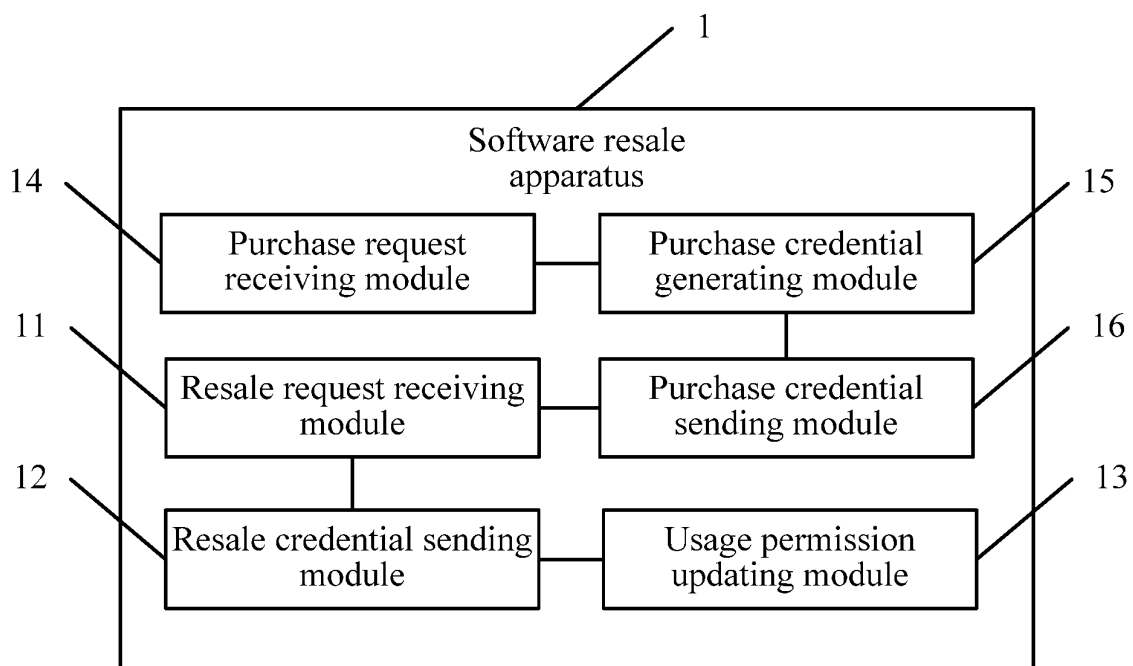 1
Software resale
apparatus
14
15
Purchase request
receiving module
Purchase credential
generating module
11
16
Resale request receiving
module
Purchase credential
sending module
12
13
Resale credential sending
module
Usage permission
updating module